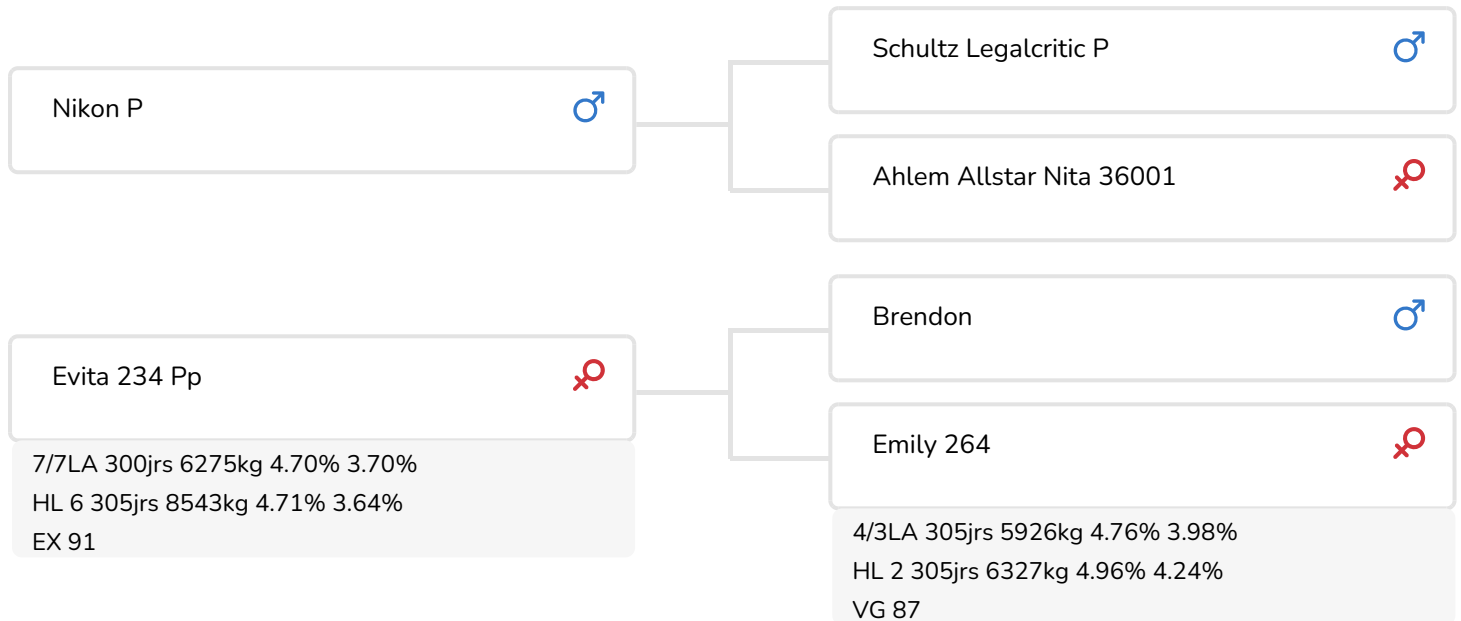 Nikon P
Schultz Legalcritic P
Ahlem Allstar Nita 36001
Evita 234 Pp
7/7LA 300jrs 6275kg 4.70% 3.70%
HL 6 305jrs 8543kg 4.71% 3.64%
EX 91
Brendon
Emily 264
4/3LA 305jrs 5926kg 4.76% 3.98%
HL 2 305jrs 6327kg 4.96% 4.24%
VG 87